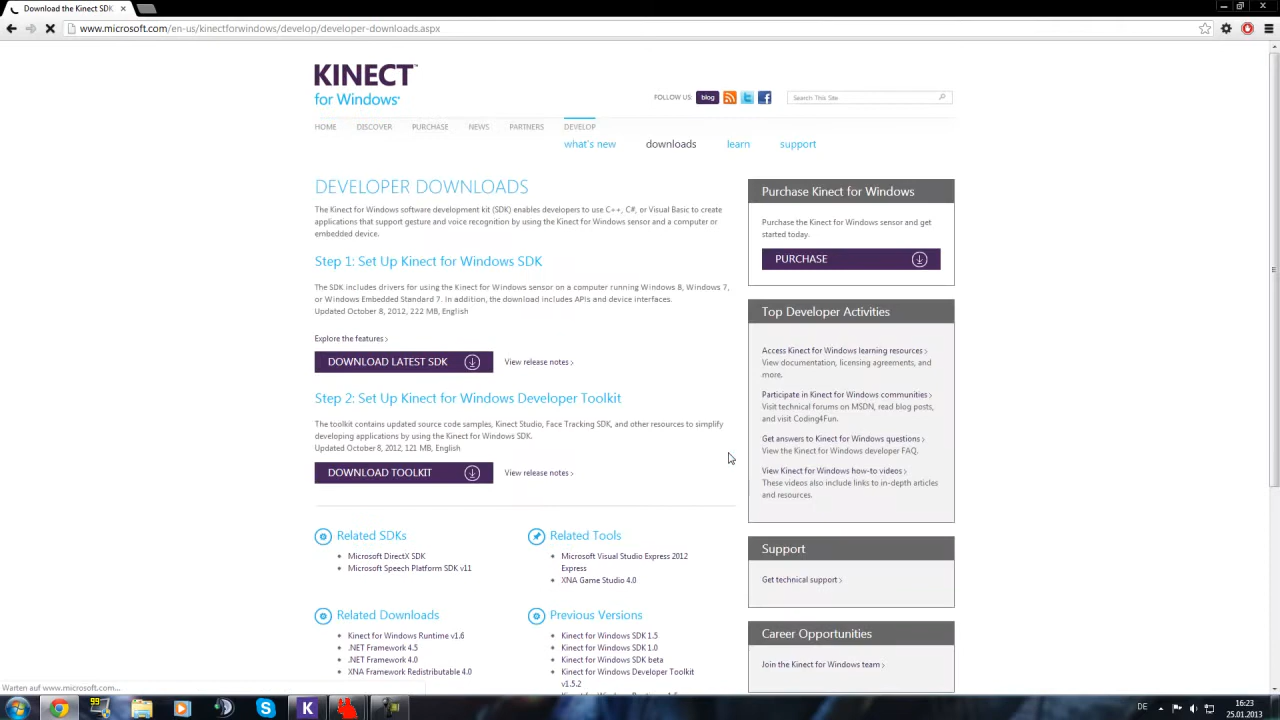 Download the Kinect SDK
www.microsoft.com/en-us/kinectforwindows/develop/developer-downloads.aspx
KINECT™
for Windows®
FOLLOW US: blog
Search This Site
HOME DISCOVER PURCHASE NEWS PARTNERS DEVELOP
what's new downloads learn support
DEVELOPER DOWNLOADS
The Kinect for Windows software development kit (SDK) enables developers to use C++, C#, or Visual Basic to create
applications that support gesture and voice recognition by using the Kinect for Windows sensor and a computer or
embedded device.
Step 1: Set Up Kinect for Windows SDK
The SDK includes drivers for using the Kinect for Windows sensor on a computer running Windows 8, Windows 7,
or Windows Embedded Standard 7. In addition, the download includes APIs and device interfaces.
Updated October 8, 2012, 222 MB, English
Explore the features ›
DOWNLOAD LATEST SDK
View release notes ›
Step 2: Set Up Kinect for Windows Developer Toolkit
The toolkit contains updated source code samples, Kinect Studio, Face Tracking SDK, and other resources to simplify
developing applications by using the Kinect for Windows SDK.
Updated October 8, 2012, 121 MB, English
DOWNLOAD TOOLKIT
View release notes ›
Related SDKs
Microsoft DirectX SDK
Microsoft Speech Platform SDK v11
Related Tools
Microsoft Visual Studio Express 2012
Express
XNA Game Studio 4.0
Related Downloads
Kinect for Windows Runtime v1.6
.NET Framework 4.5
.NET Framework 4.0
XNA Framework Redistributable 4.0
Previous Versions
Kinect for Windows SDK 1.5
Kinect for Windows SDK 1.0
Kinect for Windows SDK beta
Kinect for Windows Developer Toolkit
v1.5.2
Purchase Kinect for Windows
Purchase the Kinect for Windows sensor and get
started today.
PURCHASE
Top Developer Activities
Access Kinect for Windows learning resources ›
View documentation, licensing agreements, and
more.
Participate in Kinect for Windows communities ›
Visit technical forums on MSDN, read blog posts,
and visit Coding4Fun.
Get answers to Kinect for Windows questions ›
View the Kinect for Windows developer FAQ.
View Kinect for Windows how-to videos ›
These videos also include links to in-depth articles
and resources.
Support
Get technical support ›
Career Opportunities
Join the Kinect for Windows team ›
Warten auf www.microsoft.com...
DE
16:23
25.01.2013